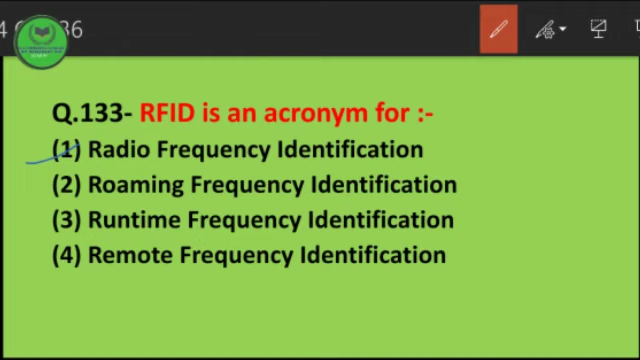 Q.133- RFID is an acronym for :-
(1) Radio Frequency Identification
(2) Roaming Frequency Identification
(3) Runtime Frequency Identification
(4) Remote Frequency Identification